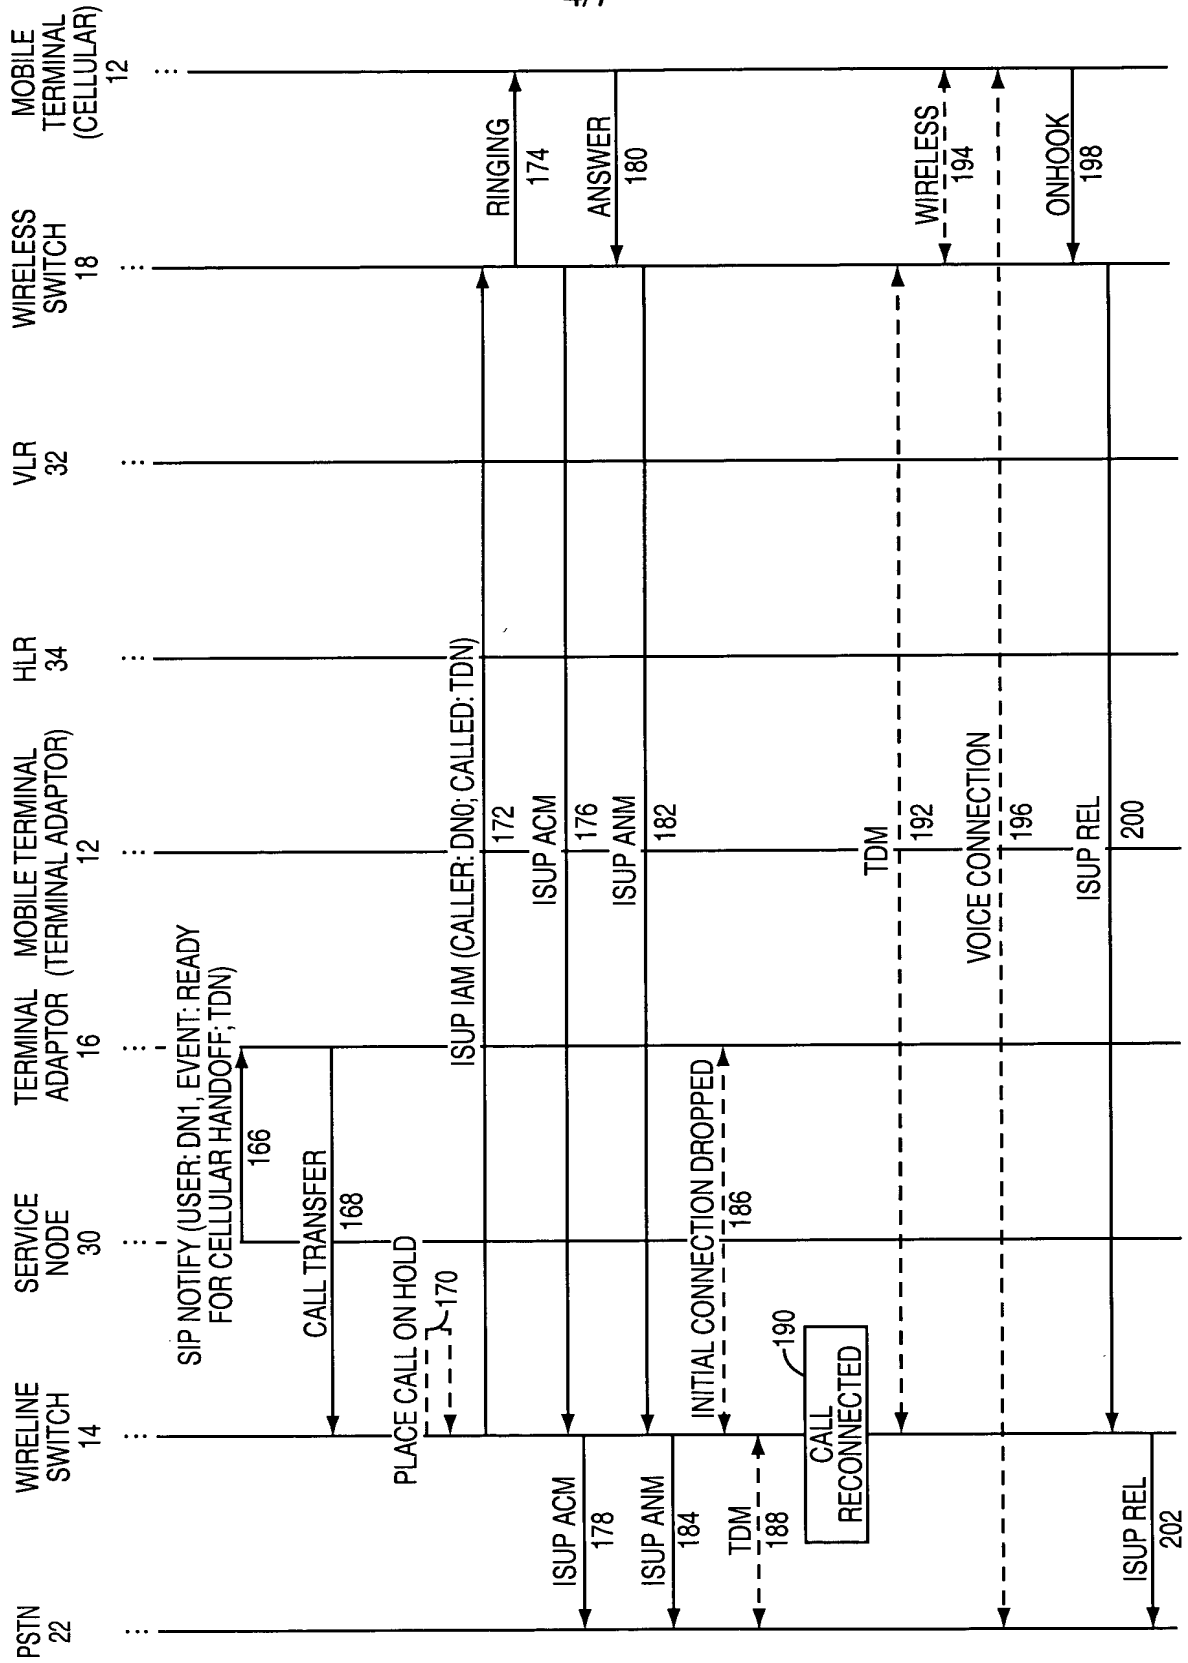 PSTN
22
WIRELINE
SWITCH
14
SERVICE
NODE
30
TERMINAL
ADAPTOR
16
MOBILE TERMINAL
(TERMINAL ADAPTOR)
12
HLR
34
VLR
32
WIRELESS
SWITCH
18
MOBILE
TERMINAL
(CELLULAR)
12
SIP NOTIFY (USER: DN1, EVENT: READY
FOR CELLULAR HANDOFF; TDN)
166
CALL TRANSFER
168
PLACE CALL ON HOLD
170
ISUP IAM (CALLER: DN0; CALLED: TDN)
172
RINGING
174
ISUP ACM
176
ISUP ACM
178
ANSWER
180
ISUP ANM
182
ISUP ANM
184
INITIAL CONNECTION DROPPED
186
TDM
188
CALL
RECONNECTED
190
TDM
192
WIRELESS
194
VOICE CONNECTION
196
ONHOOK
198
ISUP REL
200
ISUP REL
202